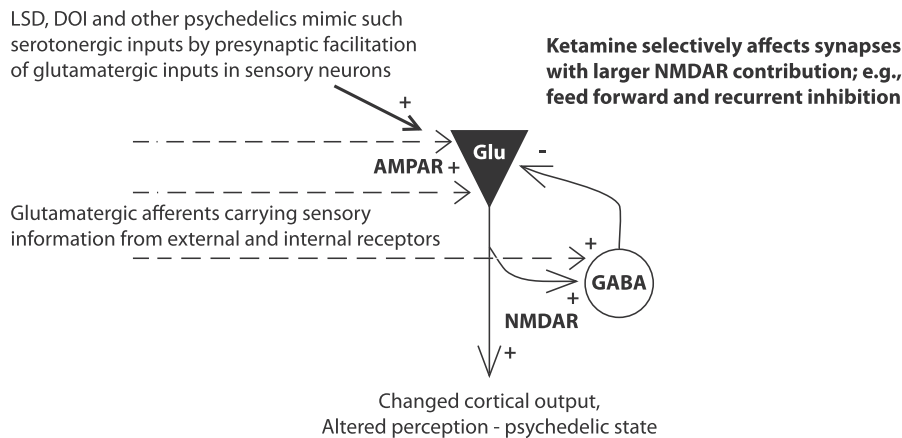 LSD, DOI and other psychedelics mimic such
serotonergic inputs by presynaptic facilitation
of glutamatergic inputs in sensory neurons
Ketamine selectively affects synapses
with larger NMDAR contribution; e.g.,
feed forward and recurrent inhibition
+
Glu
-
AMPAR +
Glutamatergic afferents carrying sensory
information from external and internal receptors
+
GABA
+
NMDAR
+
Changed cortical output,
Altered perception - psychedelic state